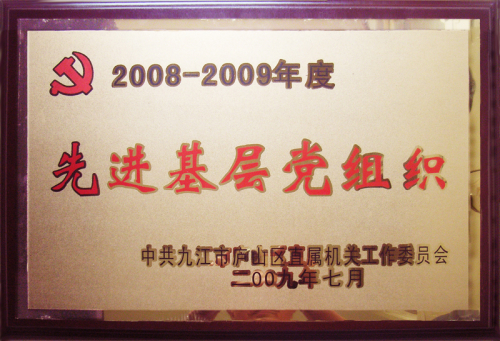 2008-2009年度
先进基层党组织
中共九江市庐山区直属机关工作委员会
二00九年七月